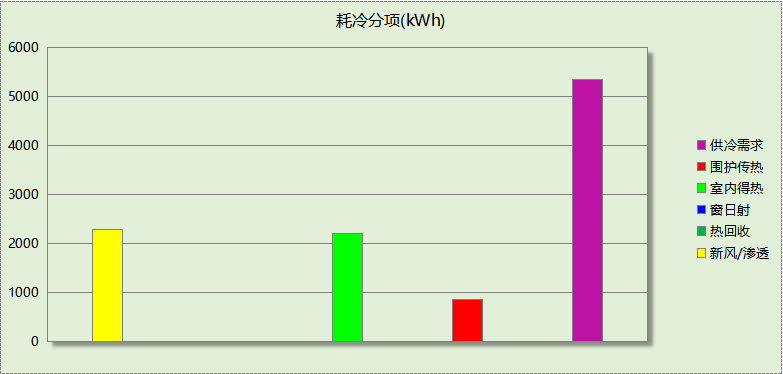 耗冷分项(kWh)
6000
5000
4000
3000
2000
1000
0
供冷需求
围护传热
室内得热
窗日射
热回收
新风/渗透